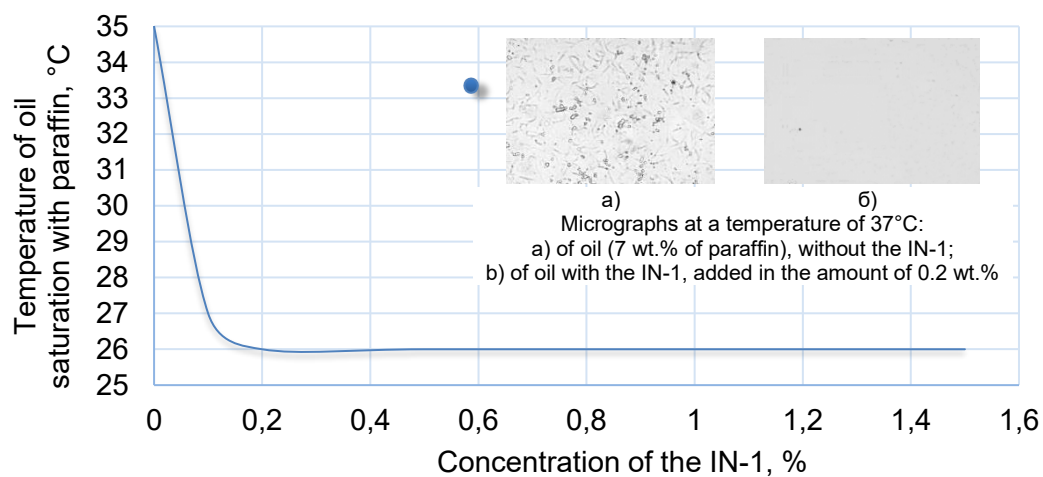 Temperature of oil
saturation with paraffin, °C
35
34
33
32
31
30
29
28
27
26
25
а)
б)
Micrographs at a temperature of 37°C:
a) of oil (7 wt.% of paraffin), without the IN-1;
b) of oil with the IN-1, added in the amount of 0.2 wt.%
0
0,2
0,4
0,6
0,8
1
1,2
1,4
1,6
Concentration of the IN-1, %